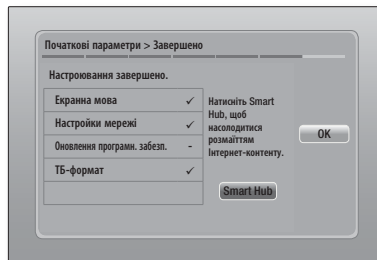 Початкові параметри > Завершено
Настроювання завершено.
Екранна мова ✓
Настройки мережі ✓
Оновлення програмн. забезп. -
ТБ-формат ✓
Натисніть Smart
Hub, щоб
насолодитися
розмаїттям
Інтернет-контенту.
Smart Hub
OK